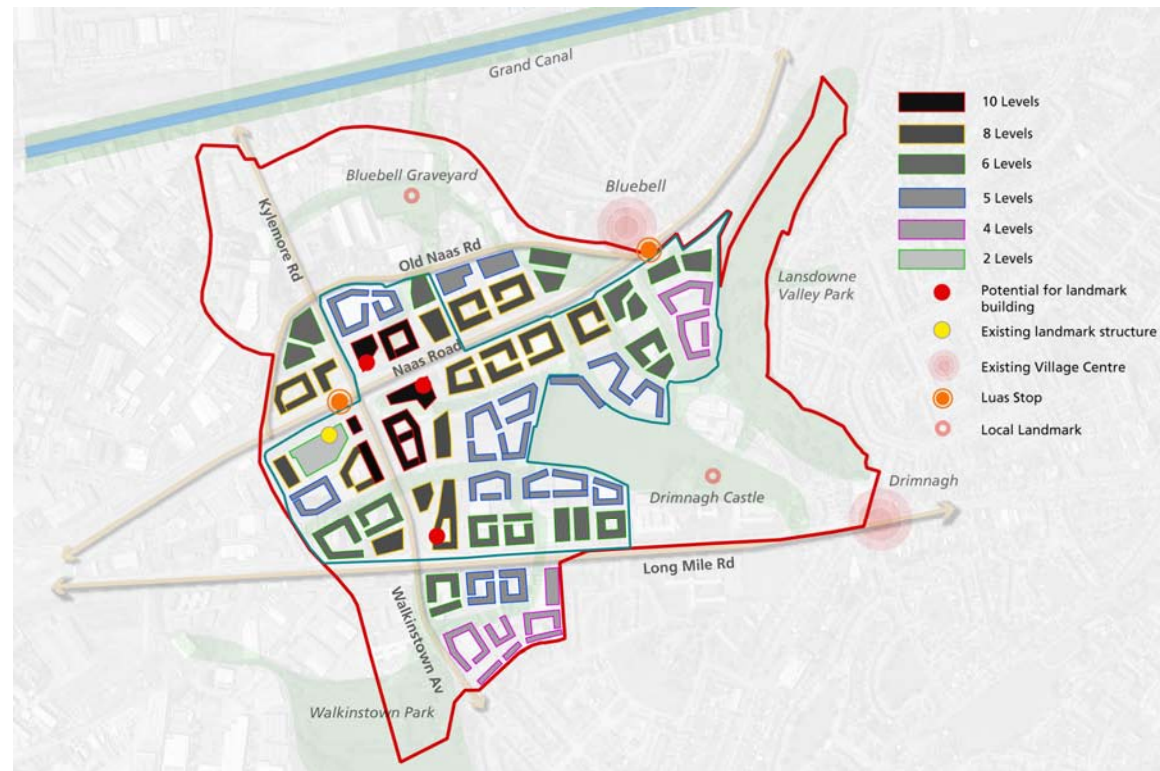 Grand Canal
10 Levels
8 Levels
6 Levels
5 Levels
4 Levels
2 Levels
Potential for landmark
building
Existing landmark structure
Existing Village Centre
Luas Stop
Local Landmark
Bluebell Graveyard
Bluebell
Kylemore Rd
Old Naas Rd
Lansdowne
Valley Park
Naas Road
Drimnagh
Drimnagh Castle
Long Mile Rd
Walkinstown Av
Walkinstown Park